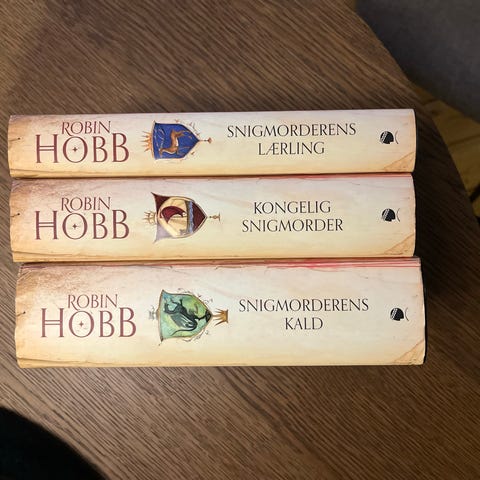 ROBIN
HOBB
SNIGMORDERENS
LÆRLING
ROBIN
HOBB
KONGELIG
SNIGMORDER
ROBIN
HOBB
SNIGMORDERENS
KALD